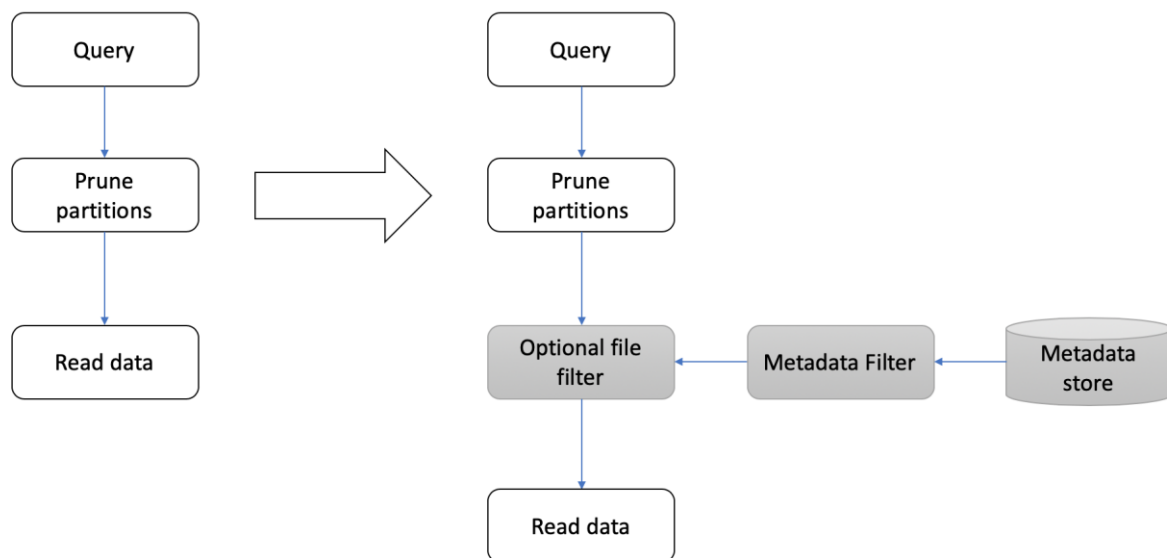 Query
Prune
partitions
Read data
Query
Prune
partitions
Optional file
filter
Metadata Filter
Metadata
store
Read data